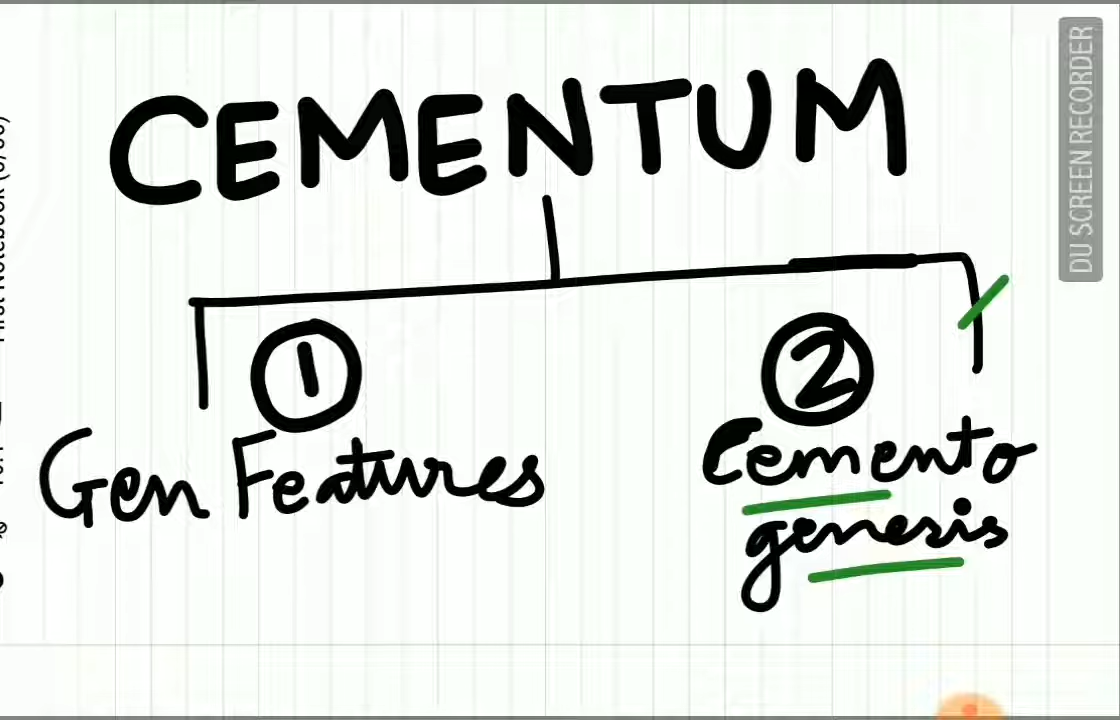 CEMENTUM
1
2
Gen Features
Cemento
genesis
DU SCREEN RECORDER